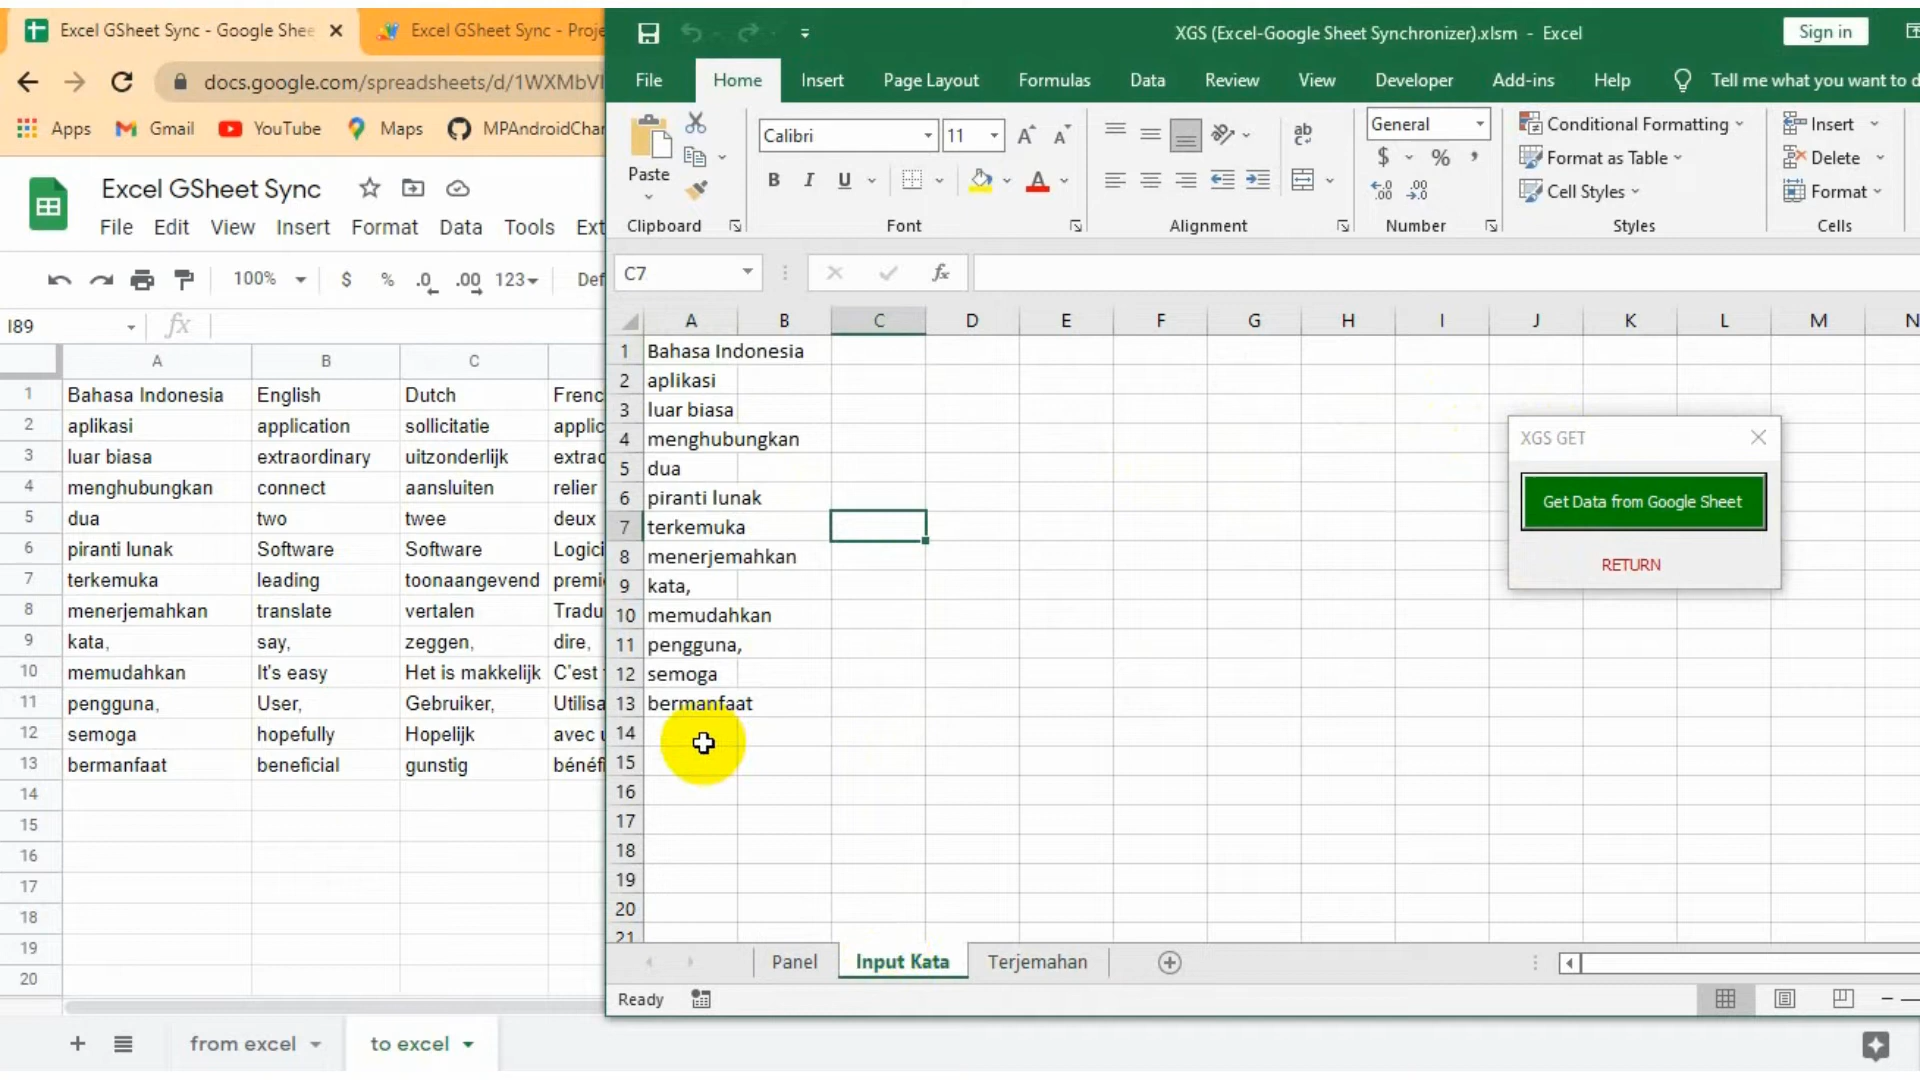 Excel GSheet Sync - Google Shee
Excel GSheet Sync - Proje
docs.google.com/spreadsheets/d/1WXMbVI
Apps Gmail YouTube Maps MPAndroidChar
Excel GSheet Sync
File Edit View Insert Format Data Tools Ext
100% $ % .0 .00 123 Def
I89 fx
A B C
1 Bahasa Indonesia English Dutch Frenc
2 aplikasi application sollicitatie applic
3 luar biasa extraordinary uitzonderlijk extrao
4 menghubungkan connect aansluiten relier
5 dua two twee deux
6 piranti lunak Software Software Logici
7 terkemuka leading toonaangevend premie
8 menerjemahkan translate vertalen Tradu
9 kata, say, zeggen, dire,
10 memudahkan It's easy Het is makkelijk C'est
11 pengguna, User, Gebruiker, Utilisa
12 semoga hopefully Hopelijk avec u
13 bermanfaat beneficial gunstig bénéfi
14
15
16
17
18
19
20
from excel to excel
XGS (Excel-Google Sheet Synchronizer).xlsm - Excel
Sign in
File Home Insert Page Layout Formulas Data Review View Developer Add-ins Help Tell me what you want to d
Paste
Calibri 11
B I U
ab
General
$ % ,
.00
Conditional Formatting
Format as Table
Cell Styles
Insert
Delete
Format
Clipboard Font Alignment Number Styles Cells
C7 fx
A B C D E F G H I J K L M N
1 Bahasa Indonesia
2 aplikasi
3 luar biasa
4 menghubungkan
5 dua
6 piranti lunak
7 terkemuka
8 menerjemahkan
9 kata,
10 memudahkan
11 pengguna,
12 semoga
13 bermanfaat
14
15
16
17
18
19
20
21
XGS GET
Get Data from Google Sheet
RETURN
Panel Input Kata Terjemahan
Ready